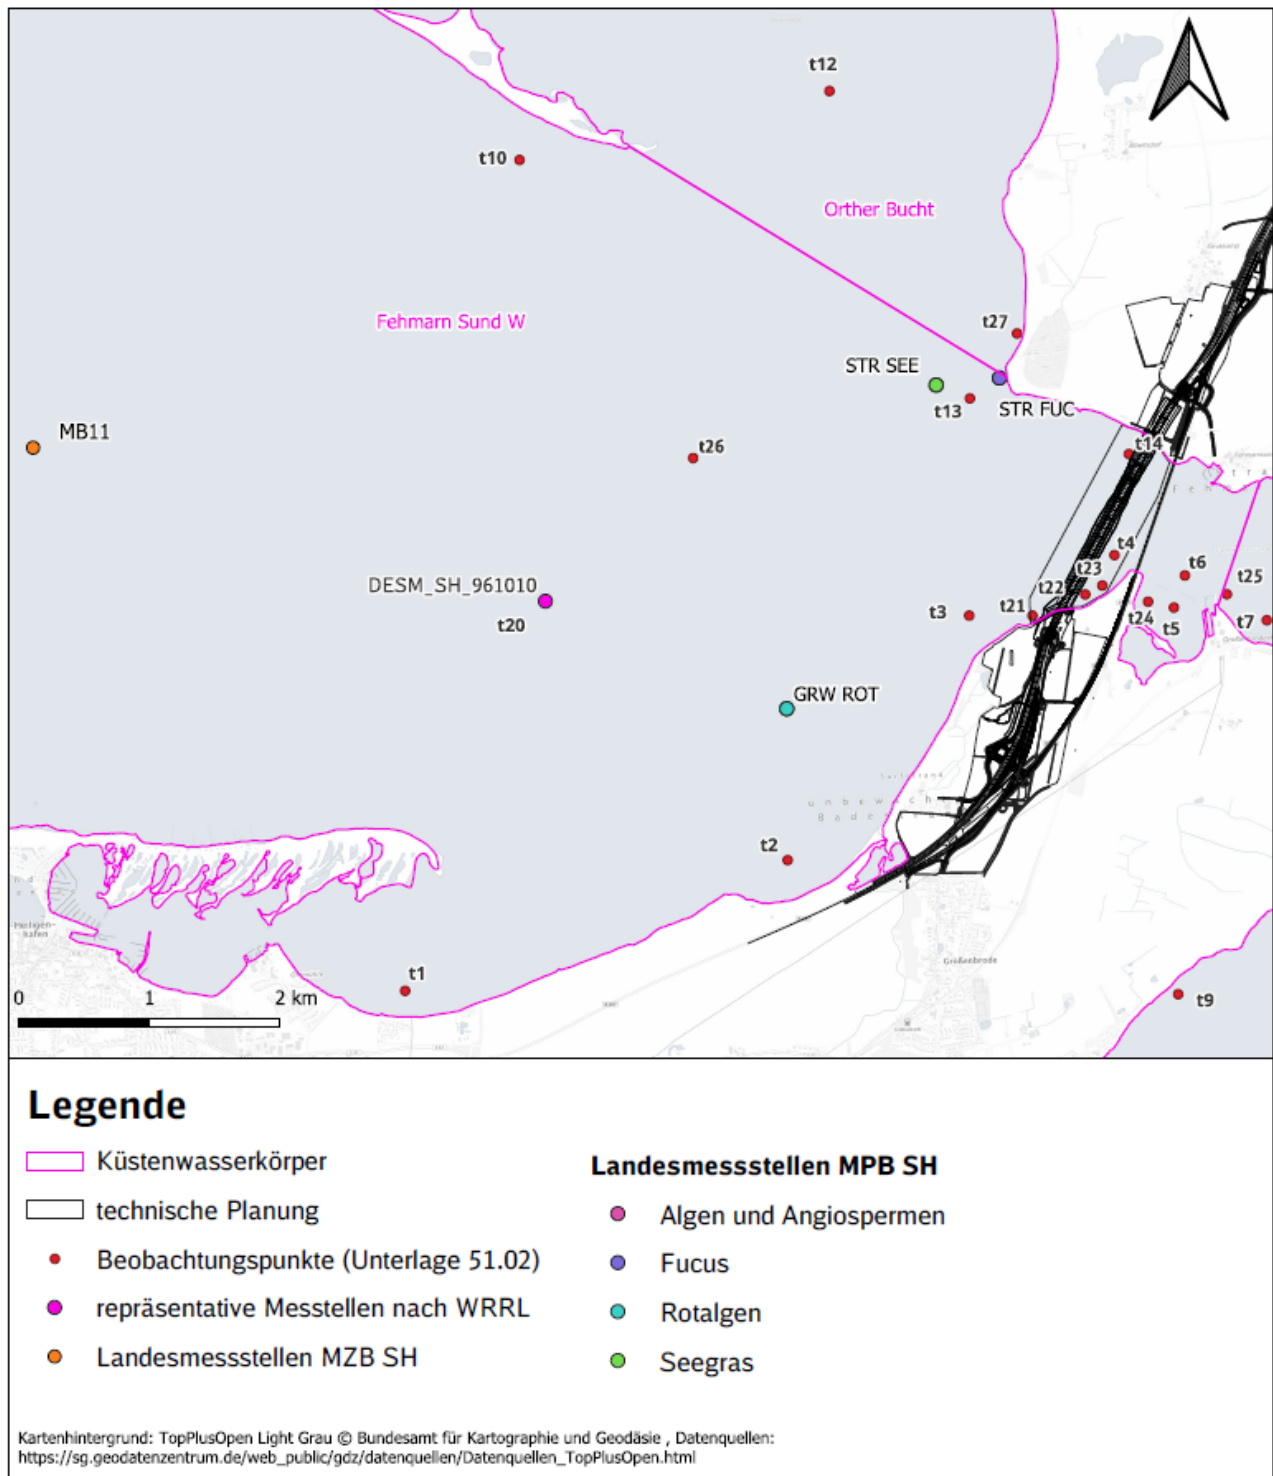 t12
t10
Orther Bucht
Fehmarn Sund W
t27
STR SEE
t13
STR FUC
MB11
t26
t14
t4
t23
t6
DESM_SH_961010
t22
t25
t20
t3
t21
t24
t5
t7
GRW ROT
t2
Heiligen-
hafen
Großenbrode
t1
0 1 2 km
t9
Legende
Küstenwasserkörper
technische Planung
Beobachtungspunkte (Unterlage 51.02)
repräsentative Messtellen nach WRRL
Landesmessstellen MZB SH
Landesmessstellen MPB SH
Algen und Angiospermen
Fucus
Rotalgen
Seegras
Kartenhintergrund: TopPlusOpen Light Grau © Bundesamt für Kartographie und Geodäsie , Datenquellen:
https://sg.geodatenzentrum.de/web_public/gdz/datenquellen/Datenquellen_TopPlusOpen.html